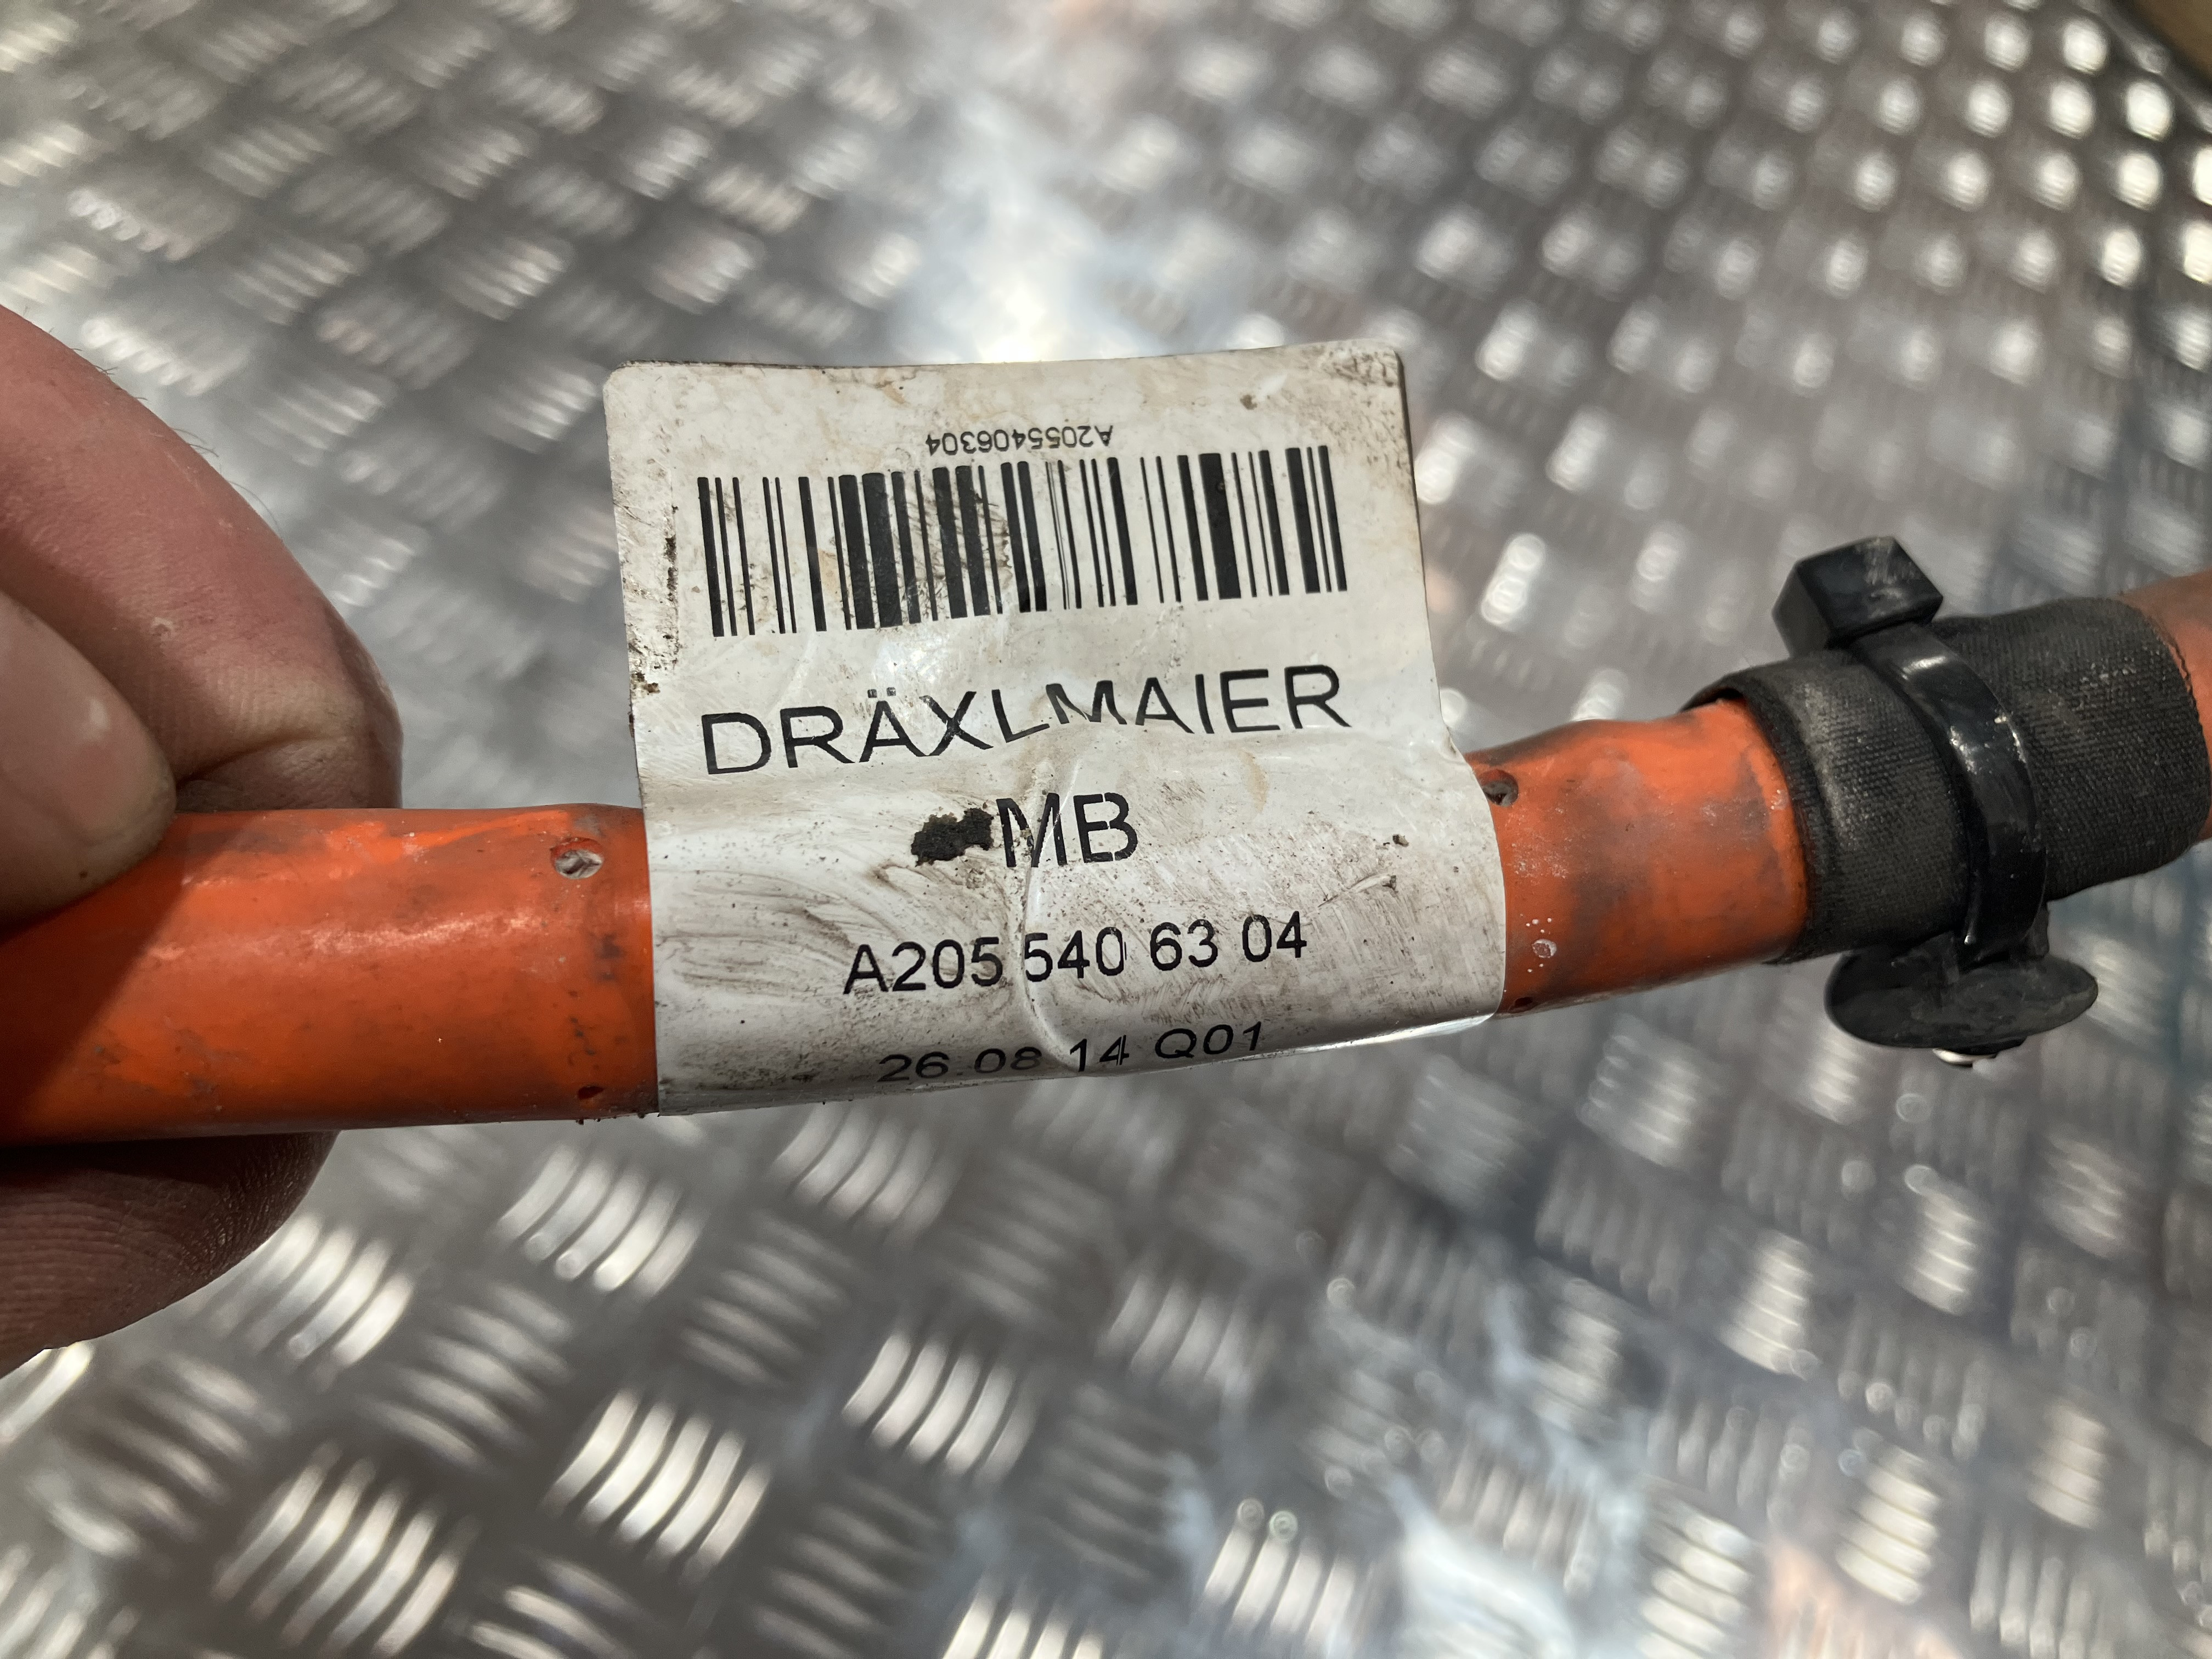 A2055406304
DRÄXLMAIER
MB
A205 540 63 04
26.08.14 Q01